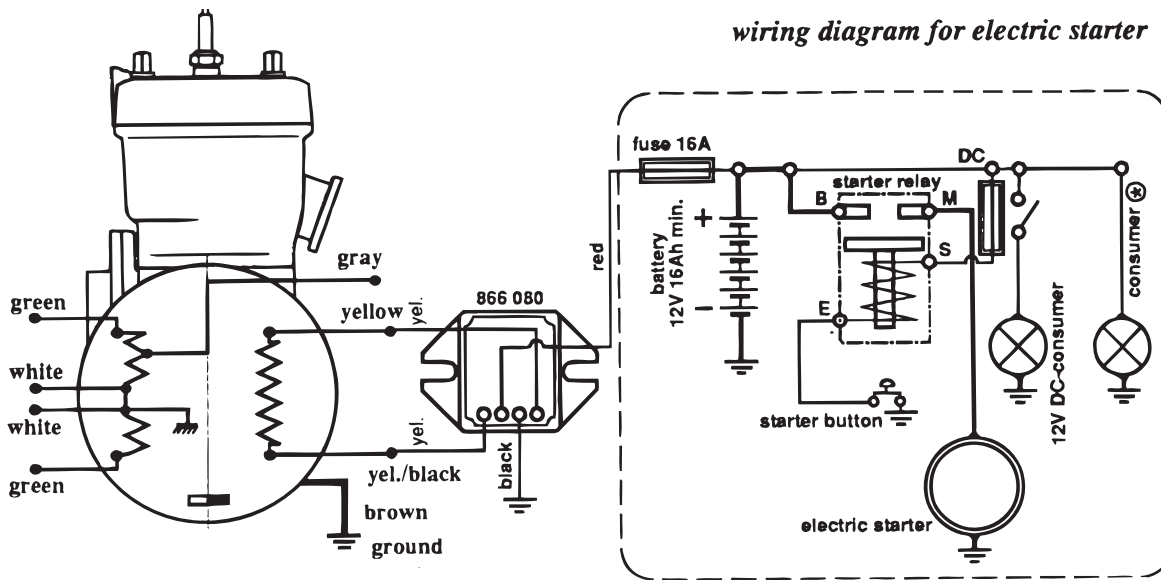 wiring diagram for electric starter
fuse 16A
DC
starter relay
B
M
S
E
+
battery
12V 16Ah min.
–
red
consumer ⊛
12V DC-consumer
starter button
electric starter
gray
green
white
white
green
yellow
yel.
866 080
yel.
yel./black
black
brown
ground